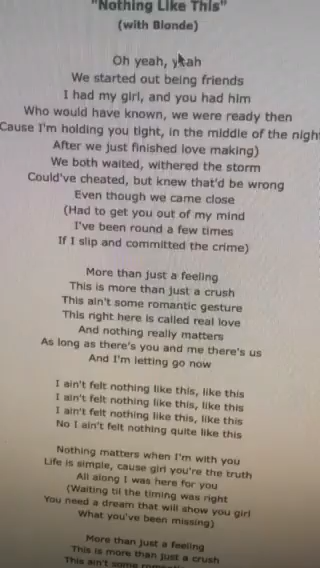 "Nothing Like This"
(with Blonde)
Oh yeah, yeah
We started out being friends
I had my girl, and you had him
Who would have known, we were ready then
Cause I'm holding you tight, in the middle of the nigh
After we just finished love making)
We both waited, withered the storm
Could've cheated, but knew that'd be wrong
Even though we came close
(Had to get you out of my mind
I've been round a few times
If I slip and committed the crime)
More than just a feeling
This is more than just a crush
This ain't some romantic gesture
This right here is called real love
And nothing really matters
As long as there's you and me there's us
And I'm letting go now
I ain't felt nothing like this, like this
I ain't felt nothing like this, like this
I ain't felt nothing like this, like this
No I ain't felt nothing quite like this
Nothing matters when I'm with you
Life is simple, cause girl you're the truth
All along I was here for you
(Waiting til the timing was right
You need a dream that will show you girl
What you've been missing)
More than just a feeling
This is more than just a crush
This ain't some